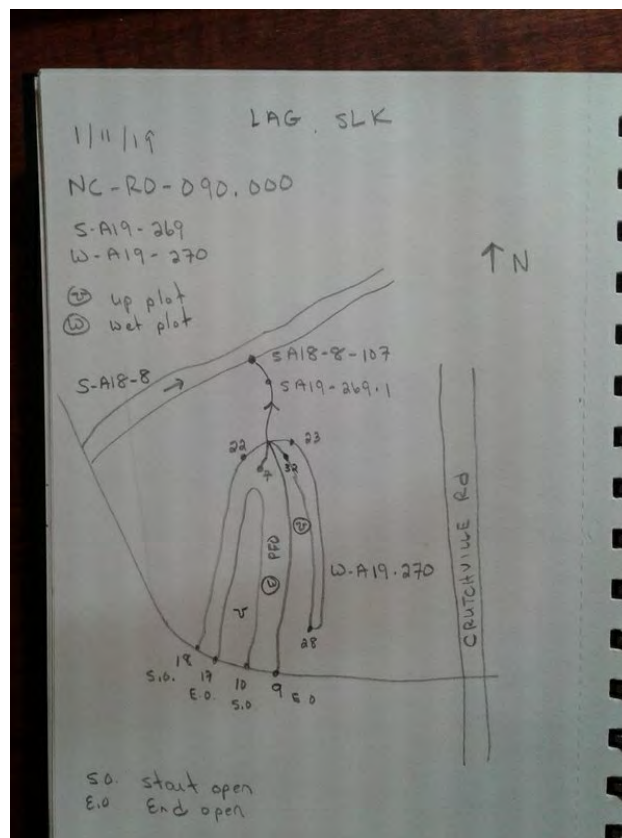 LAG. SLK
1/11/19
NC-RO-090.000
S-A19-269
W-A19-270
↑ N
up plot
wet plot
SA18-8-107
S-A18-8 →
SA19-269.1
22
23
7
32
PFO
W-A19.270
CRUTCHVILLE Rd
28
18
S.O.
17
E.O.
10
S.O
9
E O
S O. start open
E.O End open